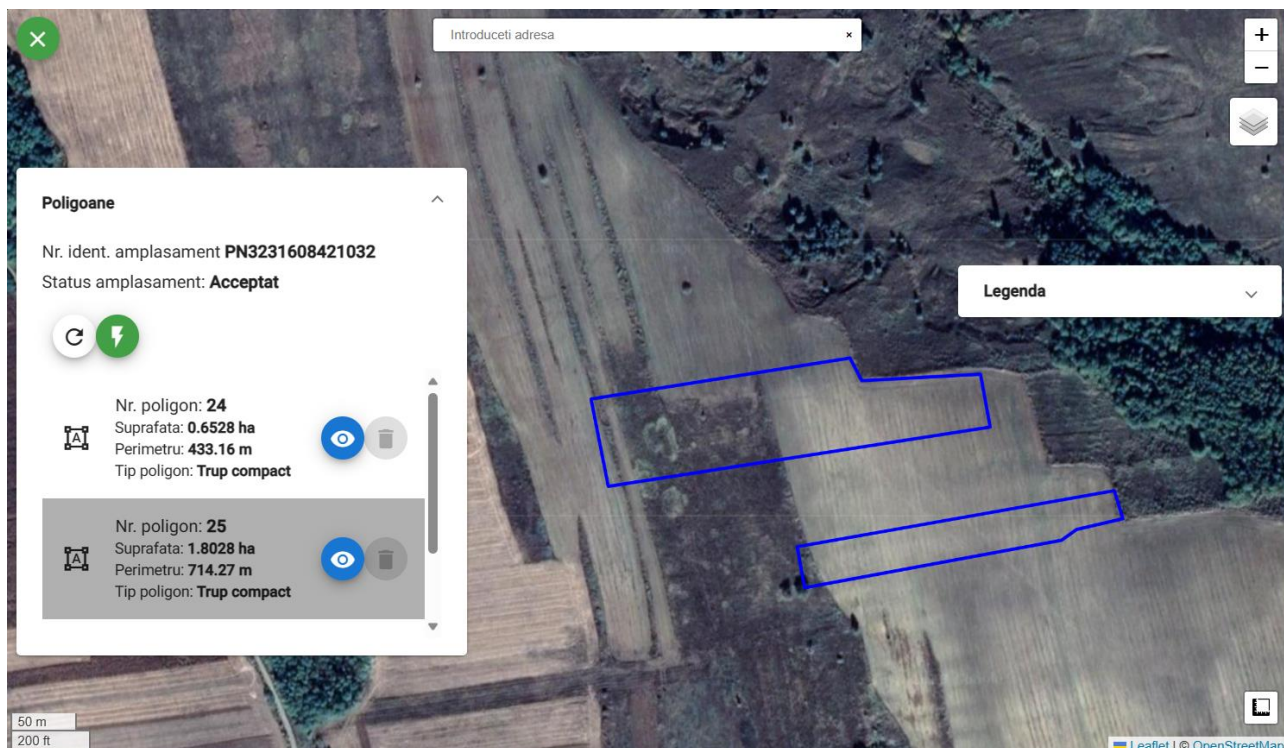 Introduceti adresa
×
+
−
Poligoane
Nr. ident. amplasament PN3231608421032
Status amplasament: Acceptat
Legenda
Nr. poligon: 24
Suprafata: 0.6528 ha
Perimetru: 433.16 m
Tip poligon: Trup compact
Nr. poligon: 25
Suprafata: 1.8028 ha
Perimetru: 714.27 m
Tip poligon: Trup compact
50 m
200 ft
Leaflet | © OpenStreetMap